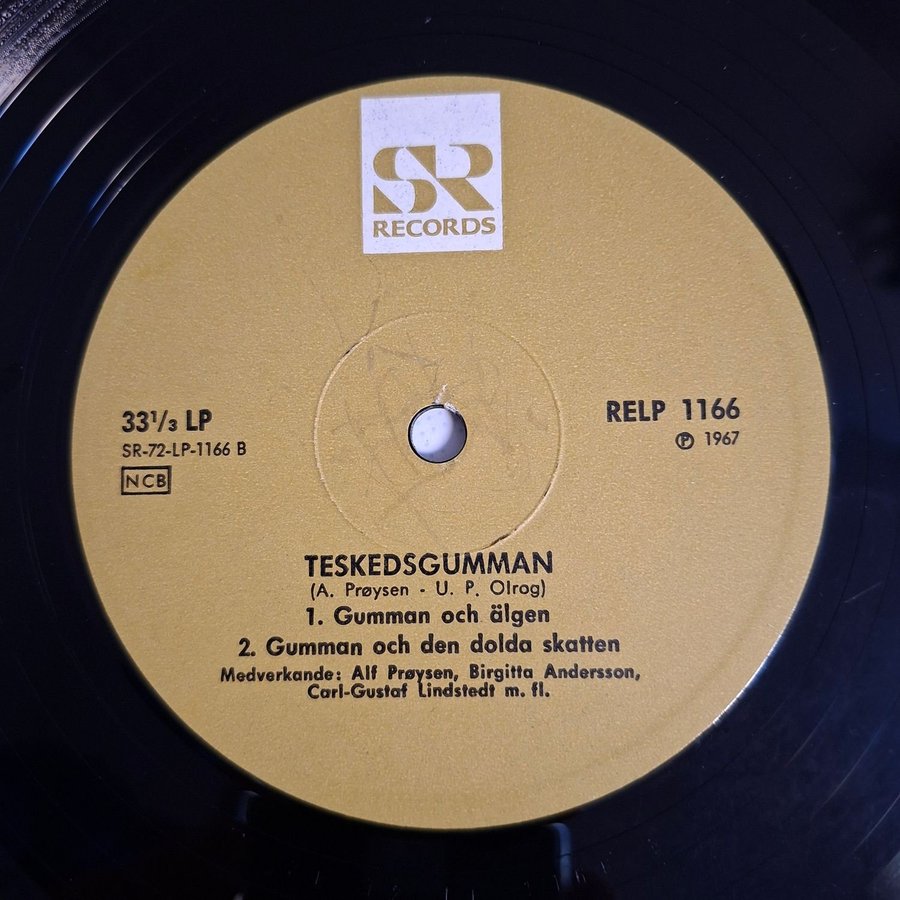 SR
RECORDS
33⅓ LP
SR-72-LP-1166 B
NCB
RELP 1166
Ⓟ 1967
TESKEDSGUMMAN
(A. Prøysen - U. P. Olrog)
1. Gumman och älgen
2. Gumman och den dolda skatten
Medverkande: Alf Prøysen, Birgitta Andersson,
Carl-Gustaf Lindstedt m. fl.